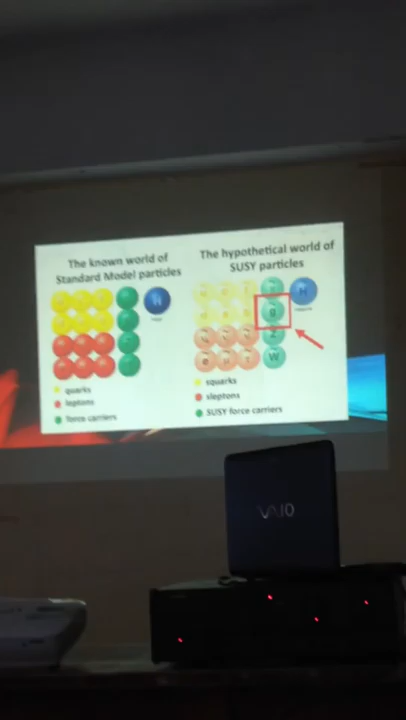 The known world of
Standard Model particles
H
quarks
leptons
force carriers
The hypothetical world of
SUSY particles
H
g
Z
e μ τ W
squarks
sleptons
SUSY force carriers
VAIO